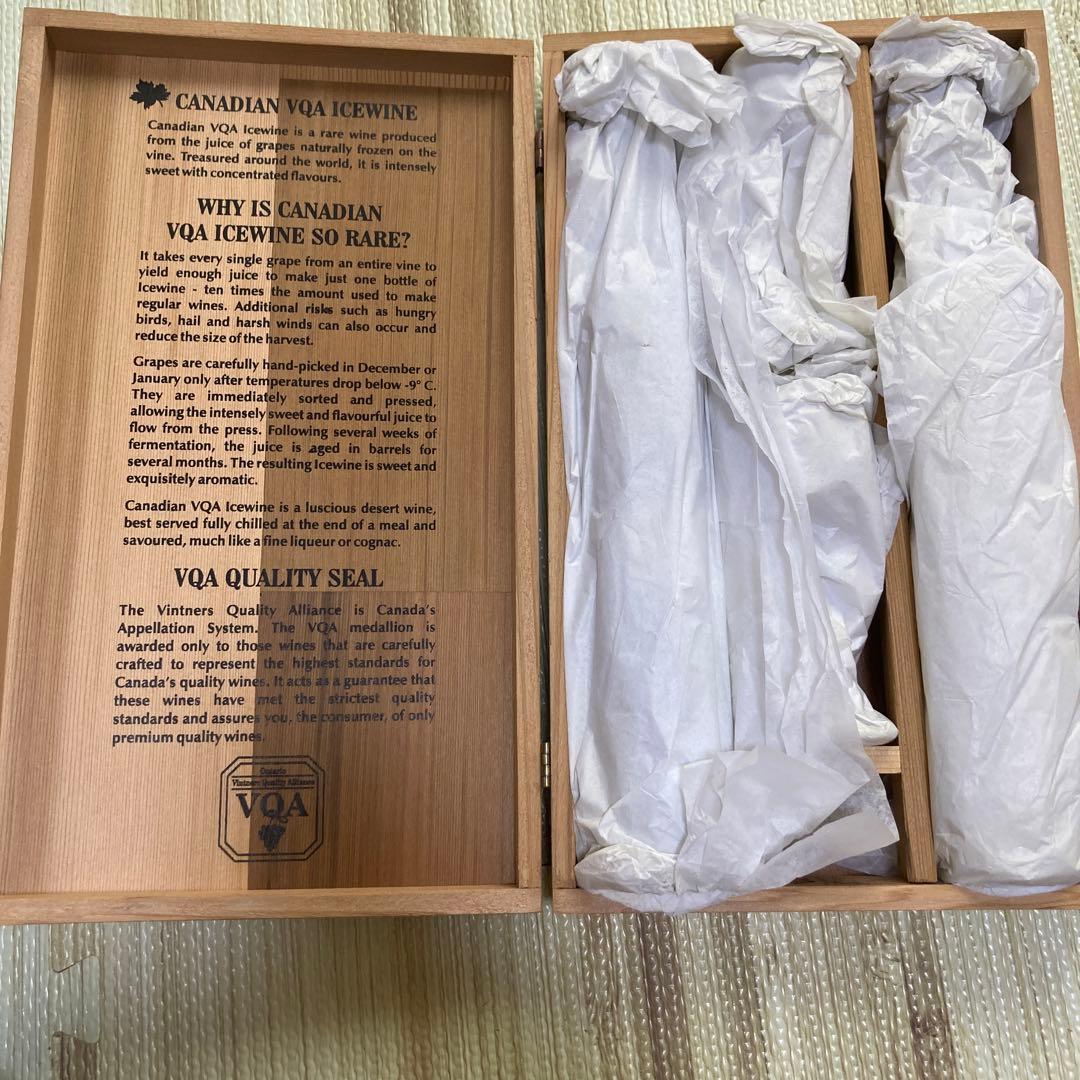 CANADIAN VQA ICEWINE
Canadian VQA Icewine is a rare wine produced
from the juice of grapes naturally frozen on the
vine. Treasured around the world, it is intensely
sweet with concentrated flavours.
WHY IS CANADIAN
VQA ICEWINE SO RARE?
It takes every single grape from an entire vine to
yield enough juice to make just one bottle of
Icewine - ten times the amount used to make
regular wines. Additional risks such as hungry
birds, hail and harsh winds can also occur and
reduce the size of the harvest.
Grapes are carefully hand-picked in December or
January only after temperatures drop below -9° C.
They are immediately sorted and pressed,
allowing the intensely sweet and flavourful juice to
flow from the press. Following several weeks of
fermentation, the juice is aged in barrels for
several months. The resulting Icewine is sweet and
exquisitely aromatic.
Canadian VQA Icewine is a luscious desert wine,
best served fully chilled at the end of a meal and
savoured, much like a fine liqueur or cognac.
VQA QUALITY SEAL
The Vintners Quality Alliance is Canada's
Appellation System. The VQA medallion is
awarded only to those wines that are carefully
crafted to represent the highest standards for
Canada's quality wines. It acts as a guarantee that
these wines have met the strictest quality
standards and assures you, the consumer, of only
premium quality wines.
Ontario
Vintners Quality Alliance
VQA